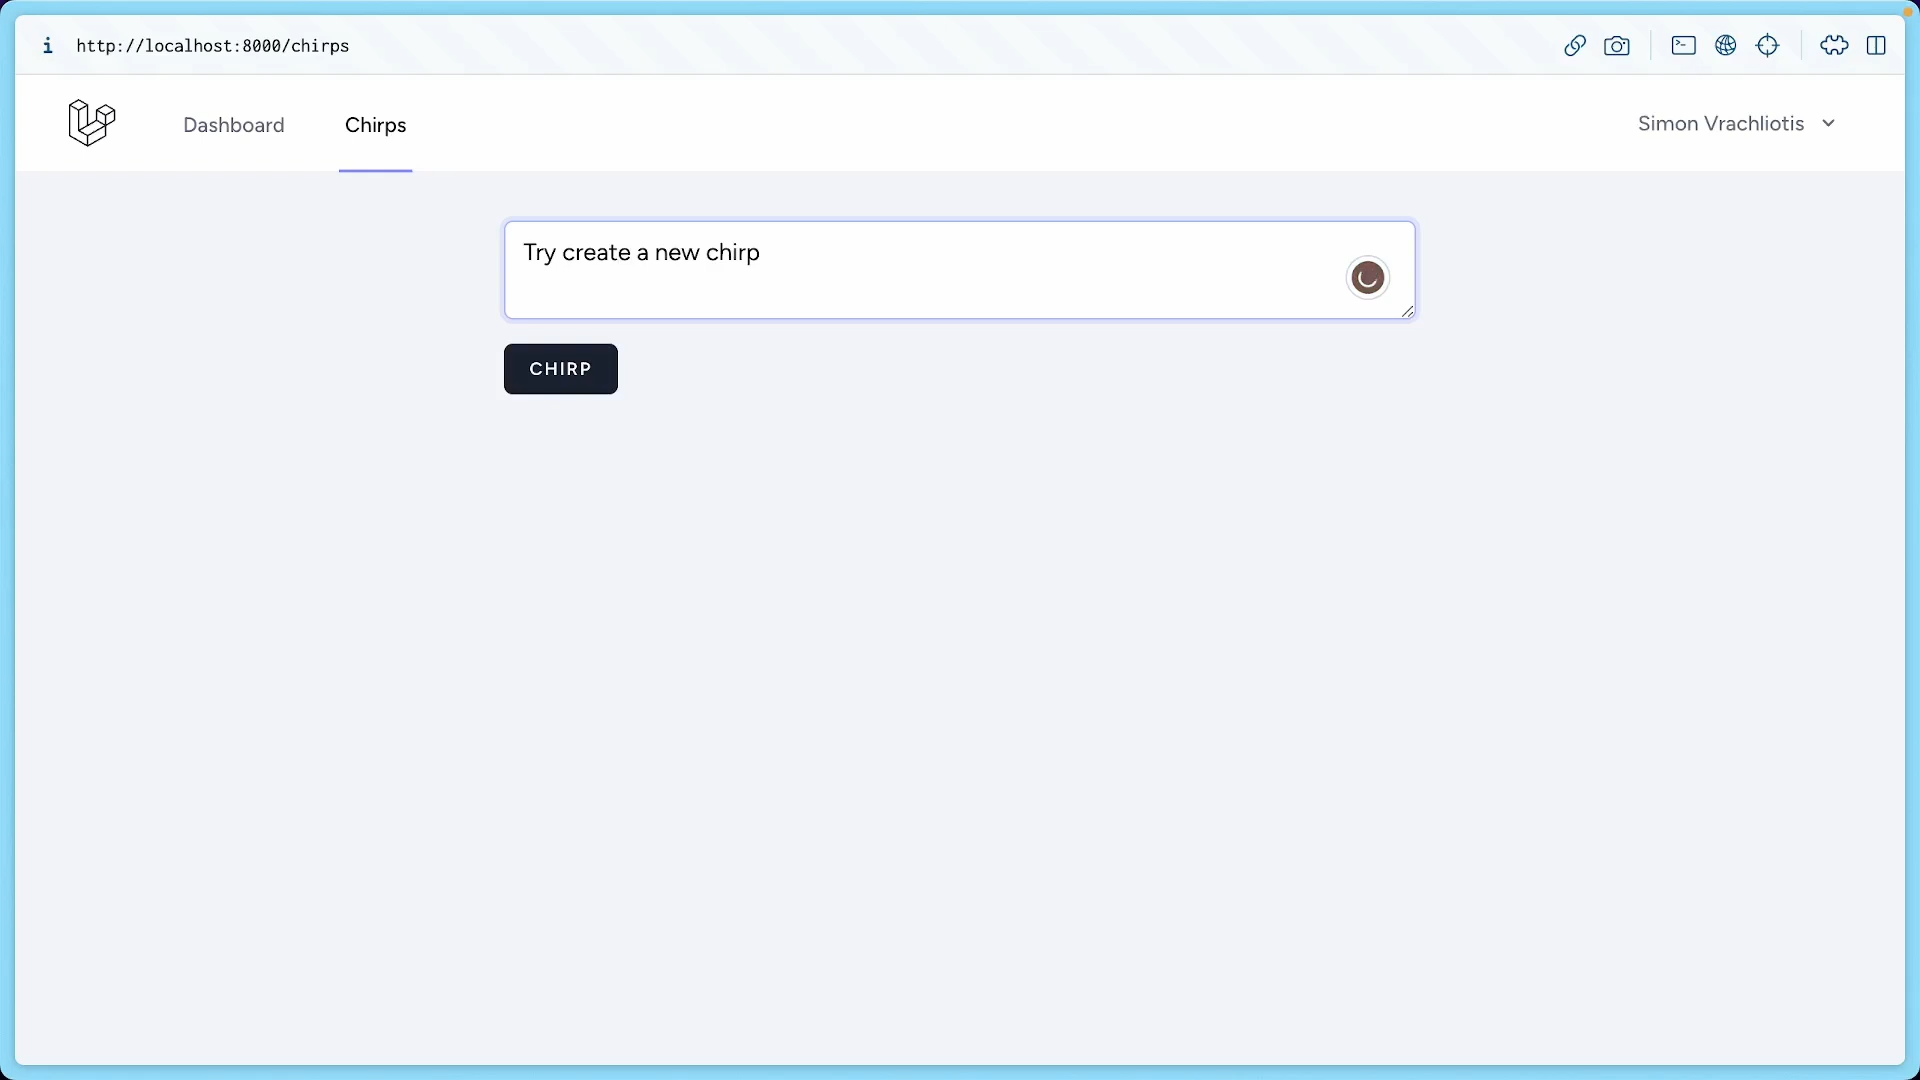 i http://localhost:8000/chirps
Dashboard Chirps Simon Vrachliotis
Try create a new chirp
CHIRP